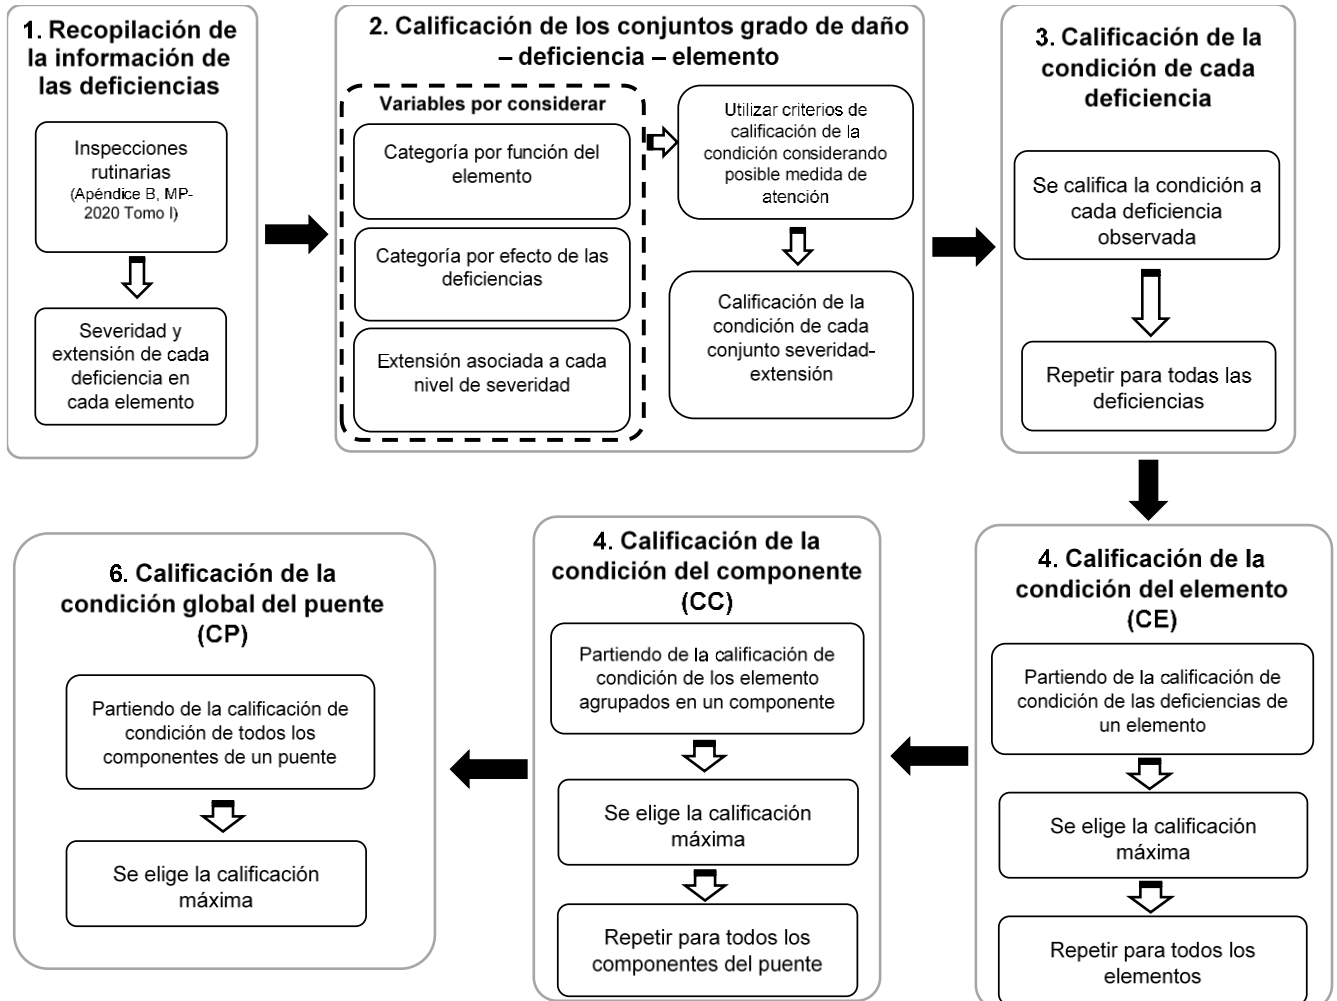 1. Recopilación de
la información de
las deficiencias
Inspecciones
rutinarias
(Apéndice B, MP-
2020 Tomo I)
Severidad y
extensión de cada
deficiencia en
cada elemento
2. Calificación de los conjuntos grado de daño
– deficiencia – elemento
Variables por considerar
Categoría por función del
elemento
Categoría por efecto de las
deficiencias
Extensión asociada a cada
nivel de severidad
Utilizar criterios de
calificación de la
condición considerando
posible medida de
atención
Calificación de la
condición de cada
conjunto severidad-
extensión
3. Calificación de la
condición de cada
deficiencia
Se califica la condición a
cada deficiencia
observada
Repetir para todas las
deficiencias
4. Calificación de la
condición del elemento
(CE)
Partiendo de la calificación de
condición de las deficiencias de
un elemento
Se elige la calificación
máxima
Repetir para todos los
elementos
4. Calificación de la
condición del componente
(CC)
Partiendo de la calificación de
condición de los elemento
agrupados en un componente
Se elige la calificación
máxima
Repetir para todos los
componentes del puente
6. Calificación de la
condición global del puente
(CP)
Partiendo de la calificación de
condición de todos los
componentes de un puente
Se elige la calificación
máxima